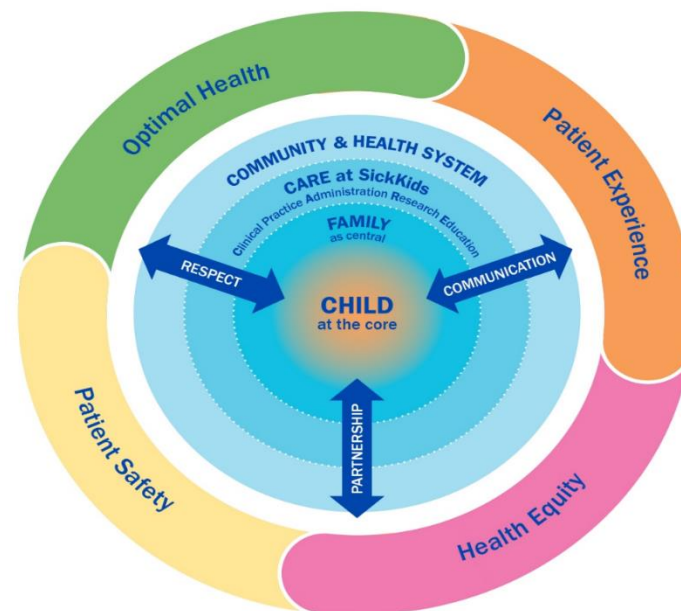 Optimal Health
Patient Experience
COMMUNITY & HEALTH SYSTEM
CARE at SickKids
Clinical Practice Administration Research Education
FAMILY
as central
RESPECT
COMMUNICATION
CHILD
at the core
PARTNERSHIP
Patient Safety
Health Equity